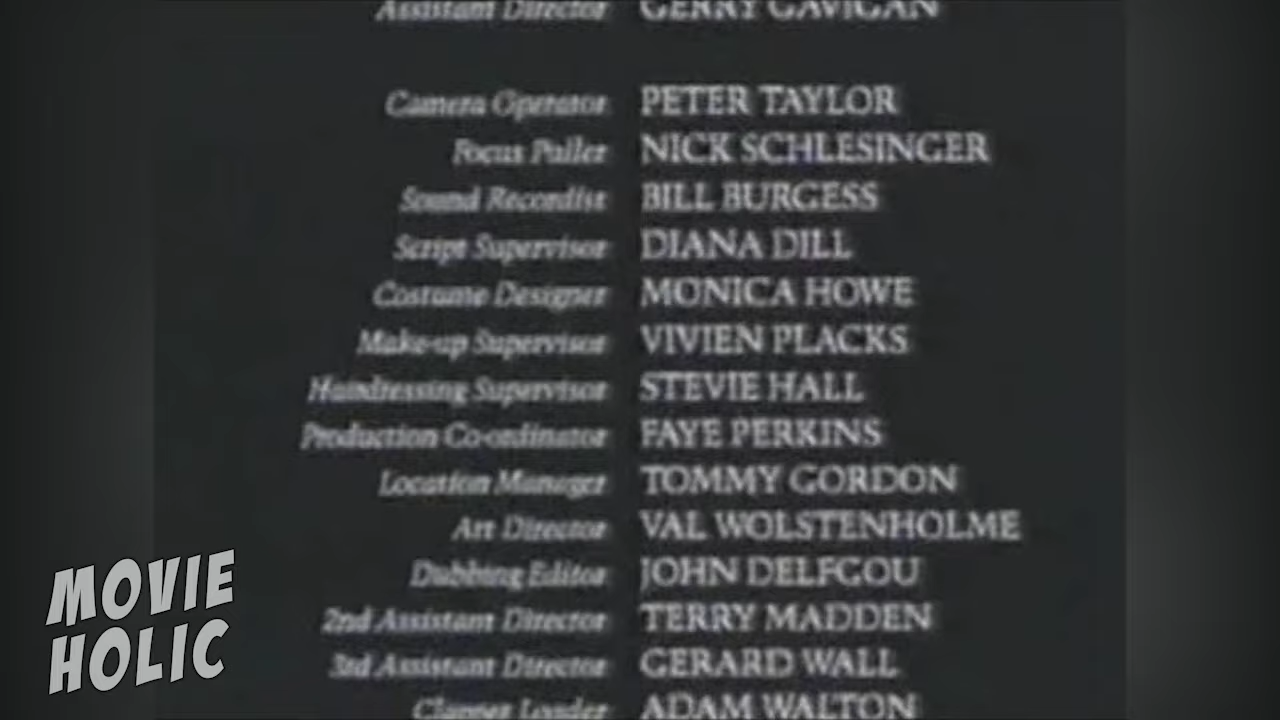 Assistant Director GERRY GAVIGAN
Camera Operator PETER TAYLOR
Focus Puller NICK SCHLESINGER
Sound Recordist BILL BURGESS
Script Supervisor DIANA DILL
Costume Designer MONICA HOWE
Make-up Supervisor VIVIEN PLACKS
Hairdressing Supervisor STEVIE HALL
Production Co-ordinator FAYE PERKINS
Location Manager TOMMY GORDON
Art Director VAL WOLSTENHOLME
Dubbing Editor JOHN DELFGOU
2nd Assistant Director TERRY MADDEN
3rd Assistant Director GERARD WALL
Clapper Loader ADAM WALTON
MOVIE
HOLIC